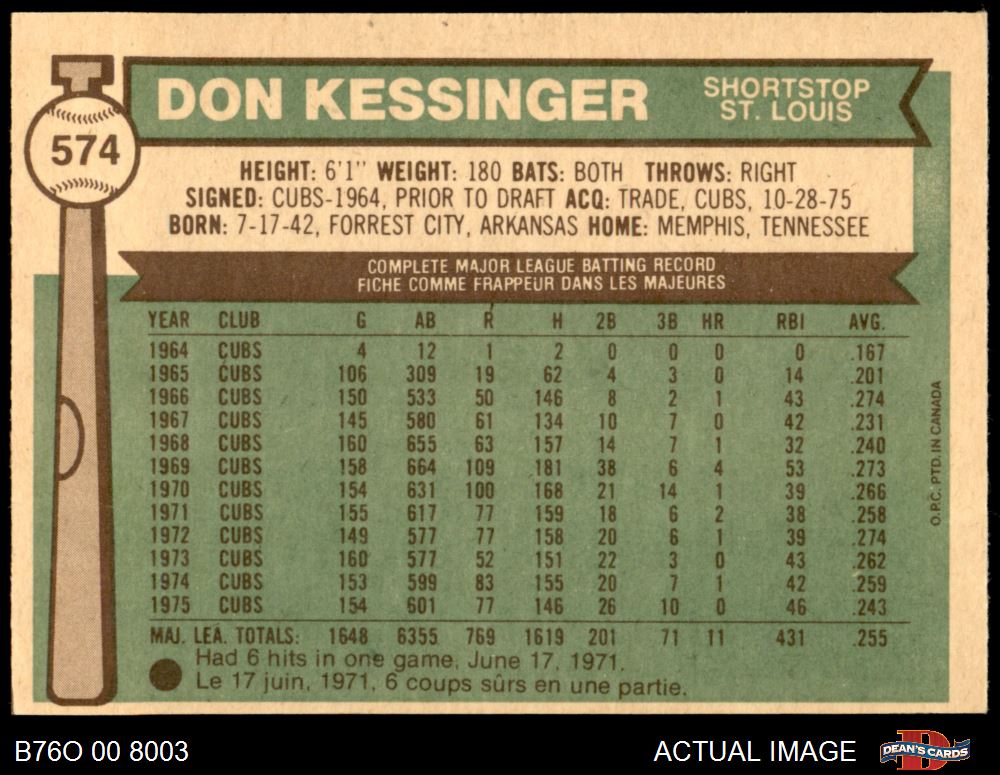 DON KESSINGER
SHORTSTOP
ST. LOUIS
574
HEIGHT: 6'1" WEIGHT: 180 BATS: BOTH THROWS: RIGHT
SIGNED: CUBS-1964, PRIOR TO DRAFT ACQ: TRADE, CUBS, 10-28-75
BORN: 7-17-42, FORREST CITY, ARKANSAS HOME: MEMPHIS, TENNESSEE
COMPLETE MAJOR LEAGUE BATTING RECORD
FICHE COMME FRAPPEUR DANS LES MAJEURES
YEAR CLUB G AB R H 2B 3B HR RBI AVG.
1964 CUBS 4 12 1 2 0 0 0 0 .167
1965 CUBS 106 309 19 62 4 3 0 14 .201
1966 CUBS 150 533 50 146 8 2 1 43 .274
1967 CUBS 145 580 61 134 10 7 0 42 .231
1968 CUBS 160 655 63 157 14 7 1 32 .240
1969 CUBS 158 664 109 181 38 6 4 53 .273
1970 CUBS 154 631 100 168 21 14 1 39 .266
1971 CUBS 155 617 77 159 18 6 2 38 .258
1972 CUBS 149 577 77 158 20 6 1 39 .274
1973 CUBS 160 577 52 151 22 3 0 43 .262
1974 CUBS 153 599 83 155 20 7 1 42 .259
1975 CUBS 154 601 77 146 26 10 0 46 .243
MAJ. LEA. TOTALS: 1648 6355 769 1619 201 71 11 431 .255
Had 6 hits in one game, June 17, 1971.
Le 17 juin, 1971, 6 coups sûrs en une partie.
O.P.C. PTD. IN CANADA
B76O 00 8003
ACTUAL IMAGE
D
DEAN'S CARDS